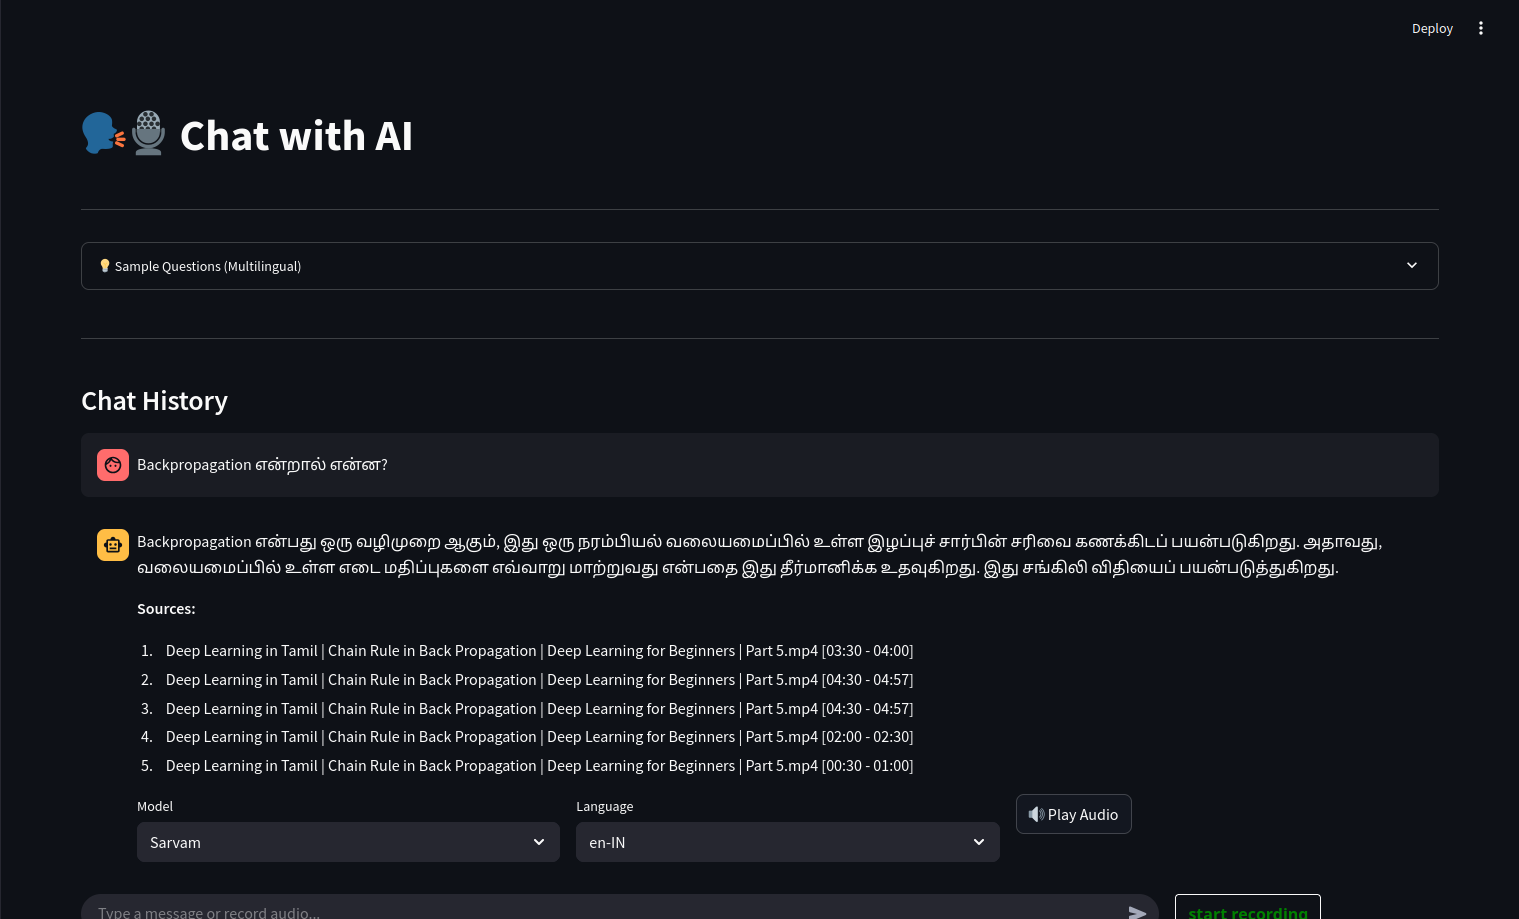 Deploy
Chat with AI
Sample Questions (Multilingual)
Chat History
Backpropagation என்றால் என்ன?
Backpropagation என்பது ஒரு வழிமுறை ஆகும், இது ஒரு நரம்பியல் வலையமைப்பில் உள்ள இழப்புச் சார்பின் சரிவை கணக்கிடப் பயன்படுகிறது. அதாவது,
வலையமைப்பில் உள்ள எடை மதிப்புகளை எவ்வாறு மாற்றுவது என்பதை இது தீர்மானிக்க உதவுகிறது. இது சங்கிலி விதியைப் பயன்படுத்துகிறது.
Sources:
1. Deep Learning in Tamil | Chain Rule in Back Propagation | Deep Learning for Beginners | Part 5.mp4 [03:30 - 04:00]
2. Deep Learning in Tamil | Chain Rule in Back Propagation | Deep Learning for Beginners | Part 5.mp4 [04:30 - 04:57]
3. Deep Learning in Tamil | Chain Rule in Back Propagation | Deep Learning for Beginners | Part 5.mp4 [04:30 - 04:57]
4. Deep Learning in Tamil | Chain Rule in Back Propagation | Deep Learning for Beginners | Part 5.mp4 [02:00 - 02:30]
5. Deep Learning in Tamil | Chain Rule in Back Propagation | Deep Learning for Beginners | Part 5.mp4 [00:30 - 01:00]
Model Language
Sarvam en-IN Play Audio
Type a message or record audio... start recording